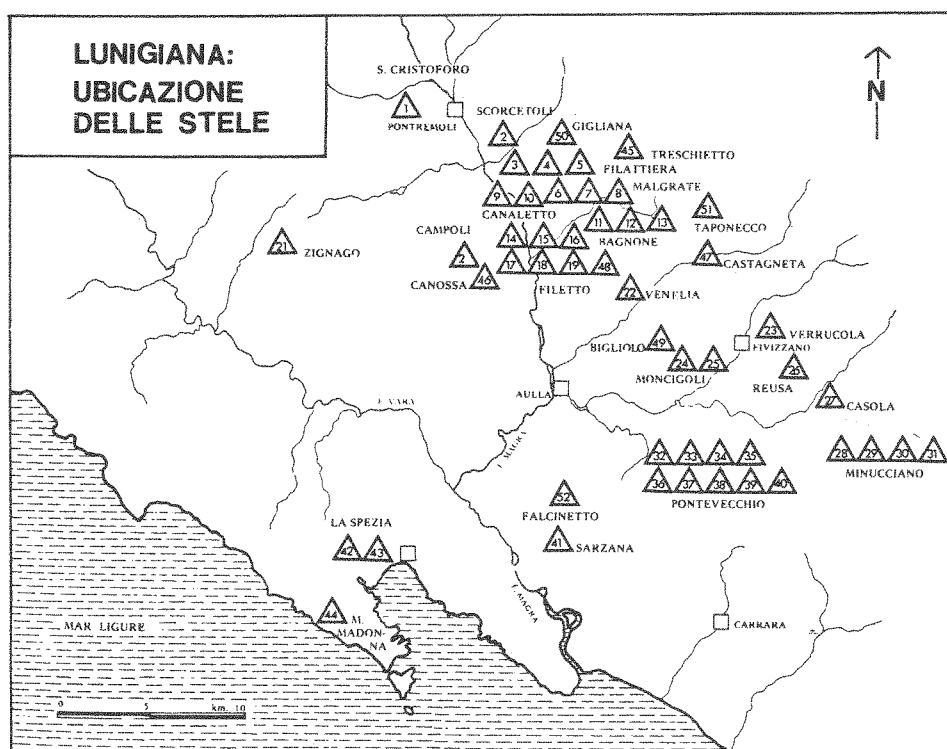 LUNIGIANA:
UBICAZIONE
DELLE STELE
N
S. CRISTOFORO
1
PONTREMOLI
SCORCETOLI
2
50
GIGLIANA
45
TRESCHIETTO
3
4
5
FILATTIERA
9
10
6
7
8
MALGRATE
CANALETTO
11
12
13
51
TAPONECCO
BAGNONE
CAMPOLI
14
15
16
21
ZIGNAGO
2
17
18
19
48
47
CASTAGNETA
CANOSSA
46
FILETTO
22
VENELIA
BIGLIOLO
49
23
VERRUCOLA
FIVIZZANO
24
25
MONCIGOLI
26
REUSA
AULLA
27
CASOLA
F. VARA
F. MAGRA
32
33
34
35
28
29
30
31
MINUCCIANO
36
37
38
39
40
PONTEVECCHIO
52
FALCINETTO
41
SARZANA
LA SPEZIA
42
43
F. MAGRA
44
M.
MADON-
NA
MAR LIGURE
CARRARA
0
5
km. 10